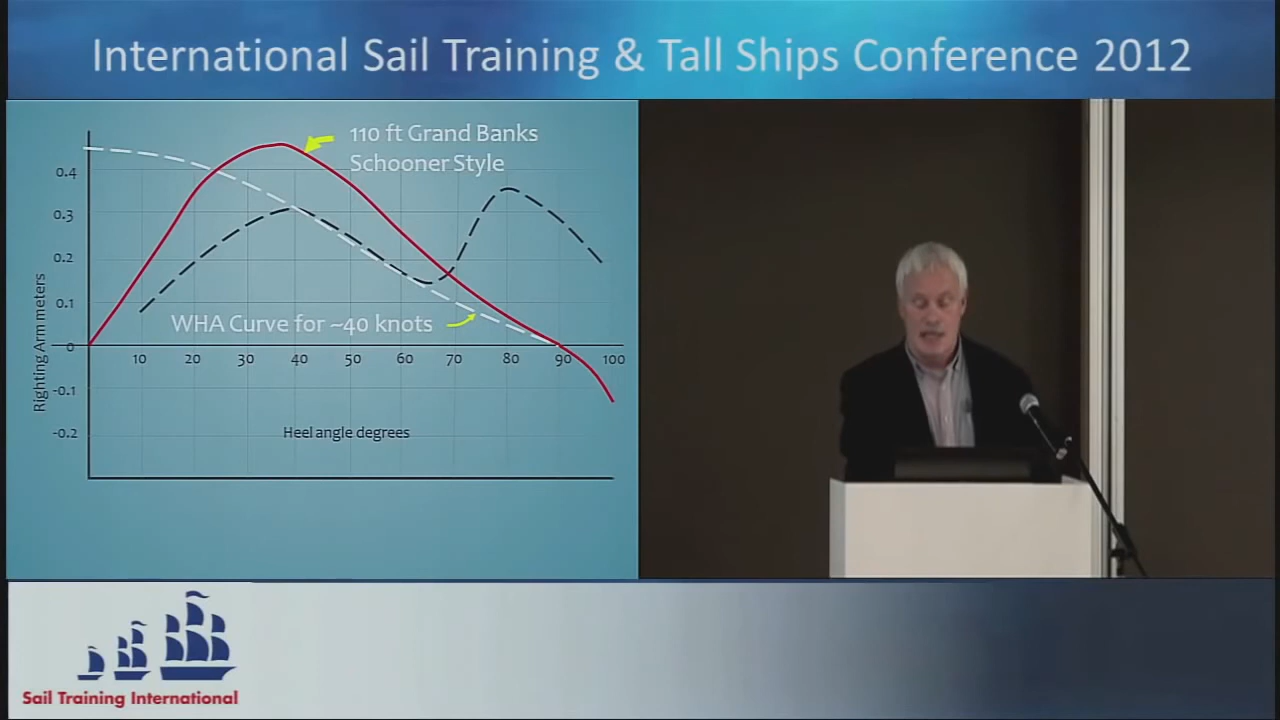 International Sail Training & Tall Ships Conference 2012
110 ft Grand Banks
Schooner Style
0.4
0.3
0.2
0.1
0
-0.1
-0.2
Righting Arm meters
WHA Curve for ~40 knots
10 20 30 40 50 60 70 80 90 100
Heel angle degrees
Sail Training International